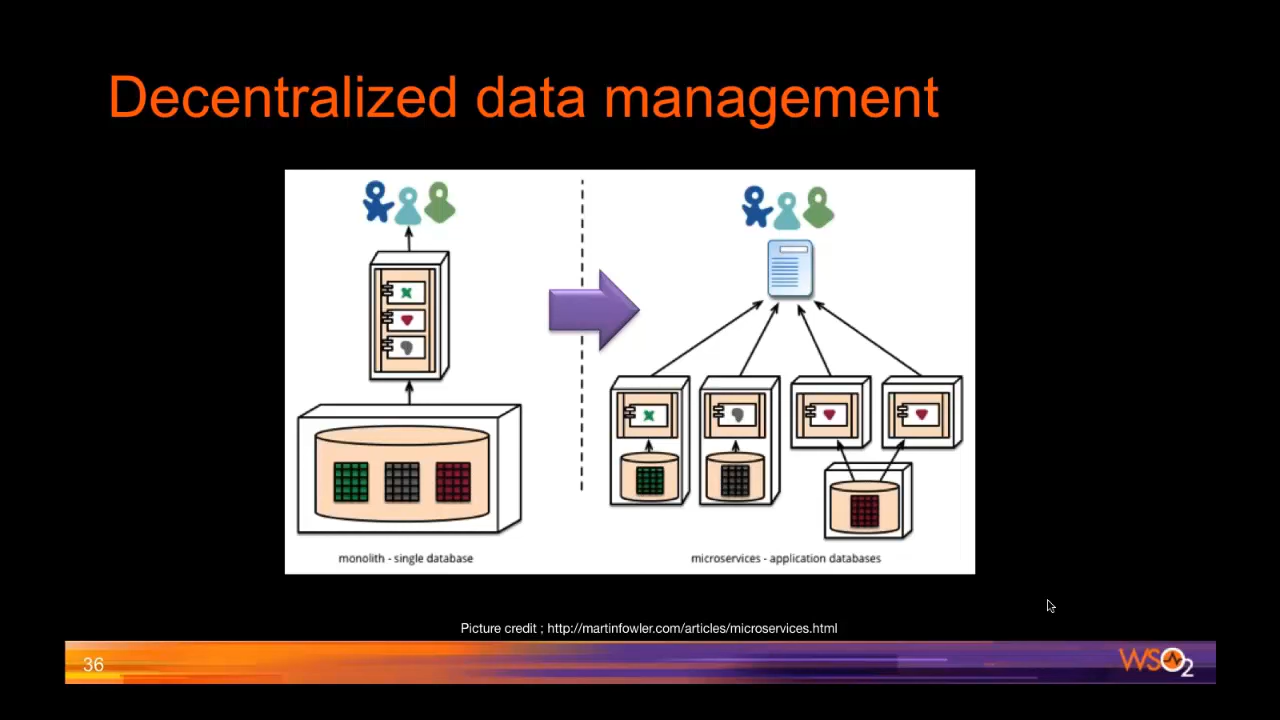 Decentralized data management
monolith - single database
microservices - application databases
Picture credit ; http://martinfowler.com/articles/microservices.html
36
WSO2